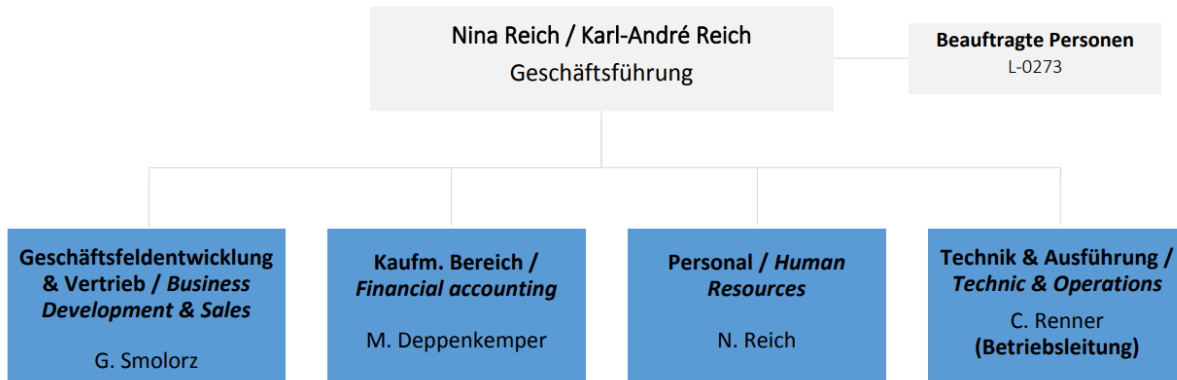 Nina Reich / Karl-André Reich
Geschäftsführung
Beauftragte Personen
L-0273
Geschäftsfeldentwicklung
& Vertrieb / Business
Development & Sales
G. Smolorz
Kaufm. Bereich /
Financial accounting
M. Deppenkemper
Personal / Human
Resources
N. Reich
Technik & Ausführung /
Technic & Operations
C. Renner
(Betriebsleitung)